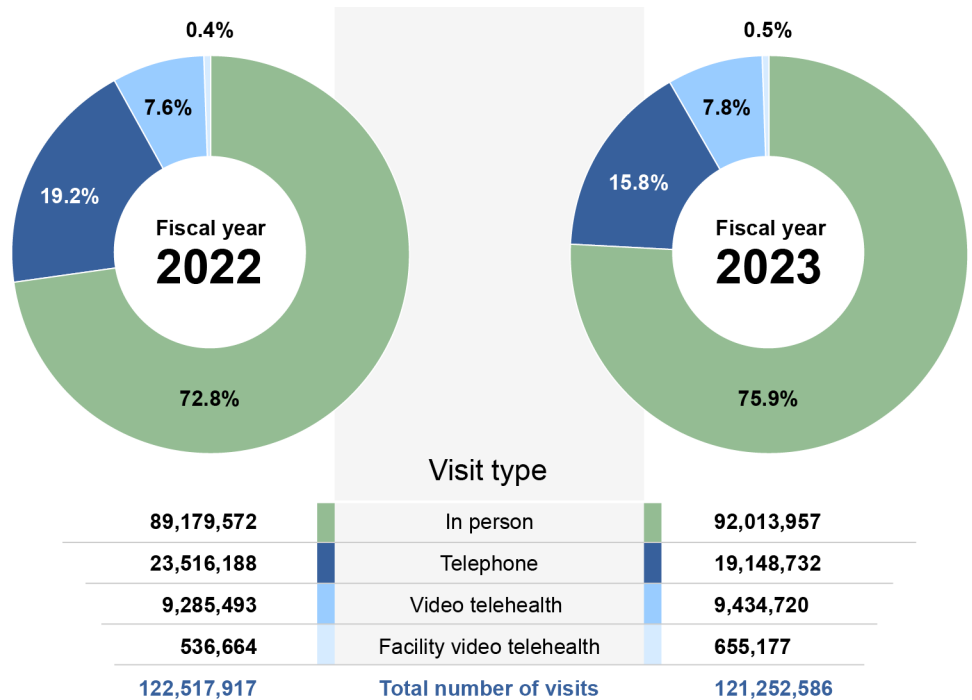 0.4%
0.5%
7.6%
7.8%
19.2%
15.8%
Fiscal year
2022
Fiscal year
2023
72.8%
75.9%
Visit type
89,179,572 In person 92,013,957
23,516,188 Telephone 19,148,732
9,285,493 Video telehealth 9,434,720
536,664 Facility video telehealth 655,177
122,517,917 Total number of visits 121,252,586